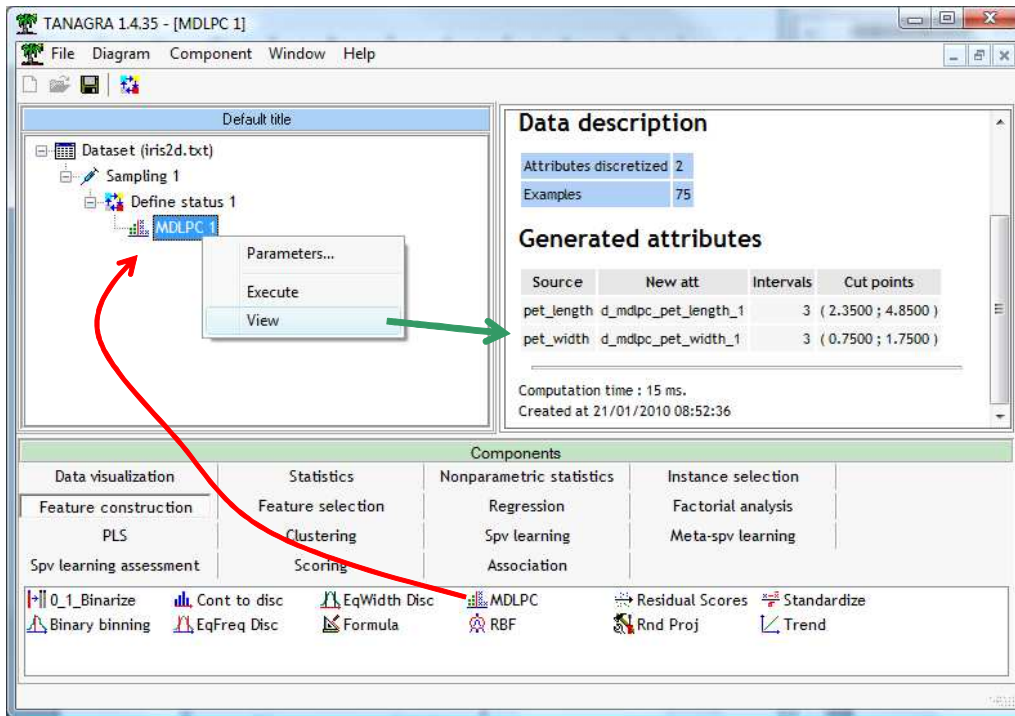 TANAGRA 1.4.35 - [MDLPC 1]
File Diagram Component Window Help
Default title
Dataset (iris2d.txt)
Sampling 1
Define status 1
MDLPC 1
Parameters...
Execute
View
Data description
Attributes discretized 2
Examples 75
Generated attributes
Source New att Intervals Cut points
pet_length d_mdlpc_pet_length_1 3 ( 2.3500 ; 4.8500 )
pet_width d_mdlpc_pet_width_1 3 ( 0.7500 ; 1.7500 )
Computation time : 15 ms.
Created at 21/01/2010 08:52:36
Components
Data visualization Statistics Nonparametric statistics Instance selection
Feature construction Feature selection Regression Factorial analysis
PLS Clustering Spv learning Meta-spv learning
Spv learning assessment Scoring Association
0_1_Binarize Cont to disc EqWidth Disc MDLPC Residual Scores Standardize
Binary binning EqFreq Disc Formula RBF Rnd Proj Trend